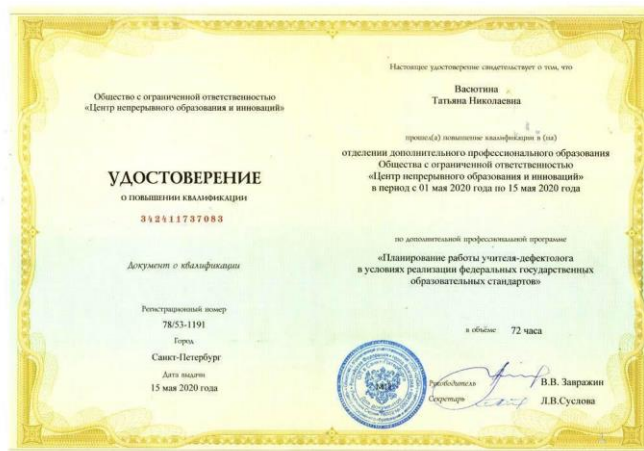 Общество с ограниченной ответственностью
«Центр непрерывного образования и инноваций»
УДОСТОВЕРЕНИЕ
О ПОВЫШЕНИИ КВАЛИФИКАЦИИ
342411737083
Документ о квалификации
Регистрационный номер
78/53-1191
Город
Санкт-Петербург
Дата выдачи
15 мая 2020 года
Настоящее удостоверение свидетельствует о том, что
Васютина
Татьяна Николаевна
прошел(а) повышение квалификации в (на)
отделении дополнительного профессионального образования
Общества с ограниченной ответственностью
«Центр непрерывного образования и инноваций»
в период с 01 мая 2020 года по 15 мая 2020 года
по дополнительной профессиональной программе
«Планирование работы учителя-дефектолога
в условиях реализации федеральных государственных
образовательных стандартов»
в объёме 72 часа
Руководитель В.В. Завражин
Секретарь Л.В.Суслова